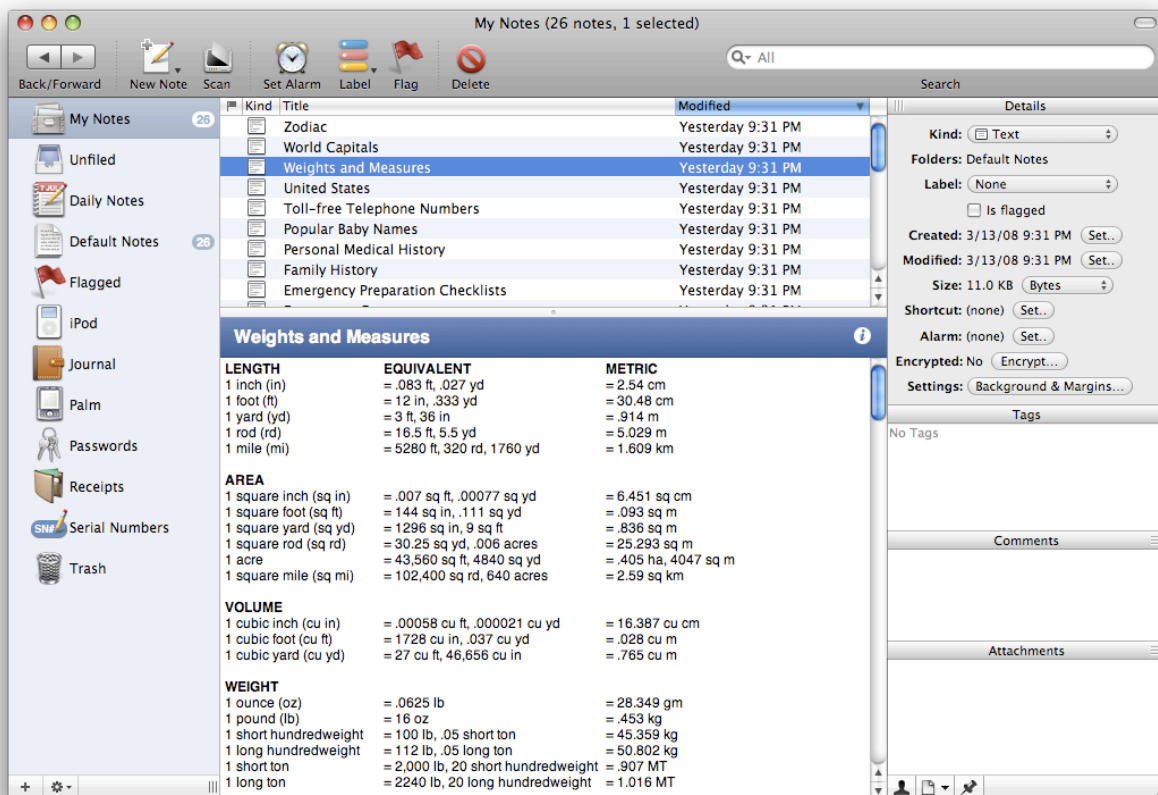 My Notes (26 notes, 1 selected)
All
Back/Forward New Note Scan Set Alarm Label Flag Delete Search
My Notes 26
Unfiled
Daily Notes
Default Notes 26
Flagged
iPod
Journal
Palm
Passwords
Receipts
SN# Serial Numbers
Trash
Kind Title Modified
Zodiac Yesterday 9:31 PM
World Capitals Yesterday 9:31 PM
Weights and Measures Yesterday 9:31 PM
United States Yesterday 9:31 PM
Toll-free Telephone Numbers Yesterday 9:31 PM
Popular Baby Names Yesterday 9:31 PM
Personal Medical History Yesterday 9:31 PM
Family History Yesterday 9:31 PM
Emergency Preparation Checklists Yesterday 9:31 PM
Weights and Measures
LENGTH EQUIVALENT METRIC
1 inch (in) = .083 ft, .027 yd = 2.54 cm
1 foot (ft) = 12 in, .333 yd = 30.48 cm
1 yard (yd) = 3 ft, 36 in = .914 m
1 rod (rd) = 16.5 ft, 5.5 yd = 5.029 m
1 mile (mi) = 5280 ft, 320 rd, 1760 yd = 1.609 km
AREA
1 square inch (sq in) = .007 sq ft, .00077 sq yd = 6.451 sq cm
1 square foot (sq ft) = 144 sq in, .111 sq yd = .093 sq m
1 square yard (sq yd) = 1296 sq in, 9 sq ft = .836 sq m
1 square rod (sq rd) = 30.25 sq yd, .006 acres = 25.293 sq m
1 acre = 43,560 sq ft, 4840 sq yd = .405 ha, 4047 sq m
1 square mile (sq mi) = 102,400 sq rd, 640 acres = 2.59 sq km
VOLUME
1 cubic inch (cu in) = .00058 cu ft, .000021 cu yd = 16.387 cu cm
1 cubic foot (cu ft) = 1728 cu in, .037 cu yd = .028 cu m
1 cubic yard (cu yd) = 27 cu ft, 46,656 cu in = .765 cu m
WEIGHT
1 ounce (oz) = .0625 lb = 28.349 gm
1 pound (lb) = 16 oz = .453 kg
1 short hundredweight = 100 lb, .05 short ton = 45.359 kg
1 long hundredweight = 112 lb, .05 long ton = 50.802 kg
1 short ton = 2,000 lb, 20 short hundredweight = .907 MT
1 long ton = 2240 lb, 20 long hundredweight = 1.016 MT
Details
Kind: Text
Folders: Default Notes
Label: None
Is flagged
Created: 3/13/08 9:31 PM Set..
Modified: 3/13/08 9:31 PM Set..
Size: 11.0 KB Bytes
Shortcut: (none) Set..
Alarm: (none) Set..
Encrypted: No Encrypt...
Settings: Background & Margins...
Tags
No Tags
Comments
Attachments